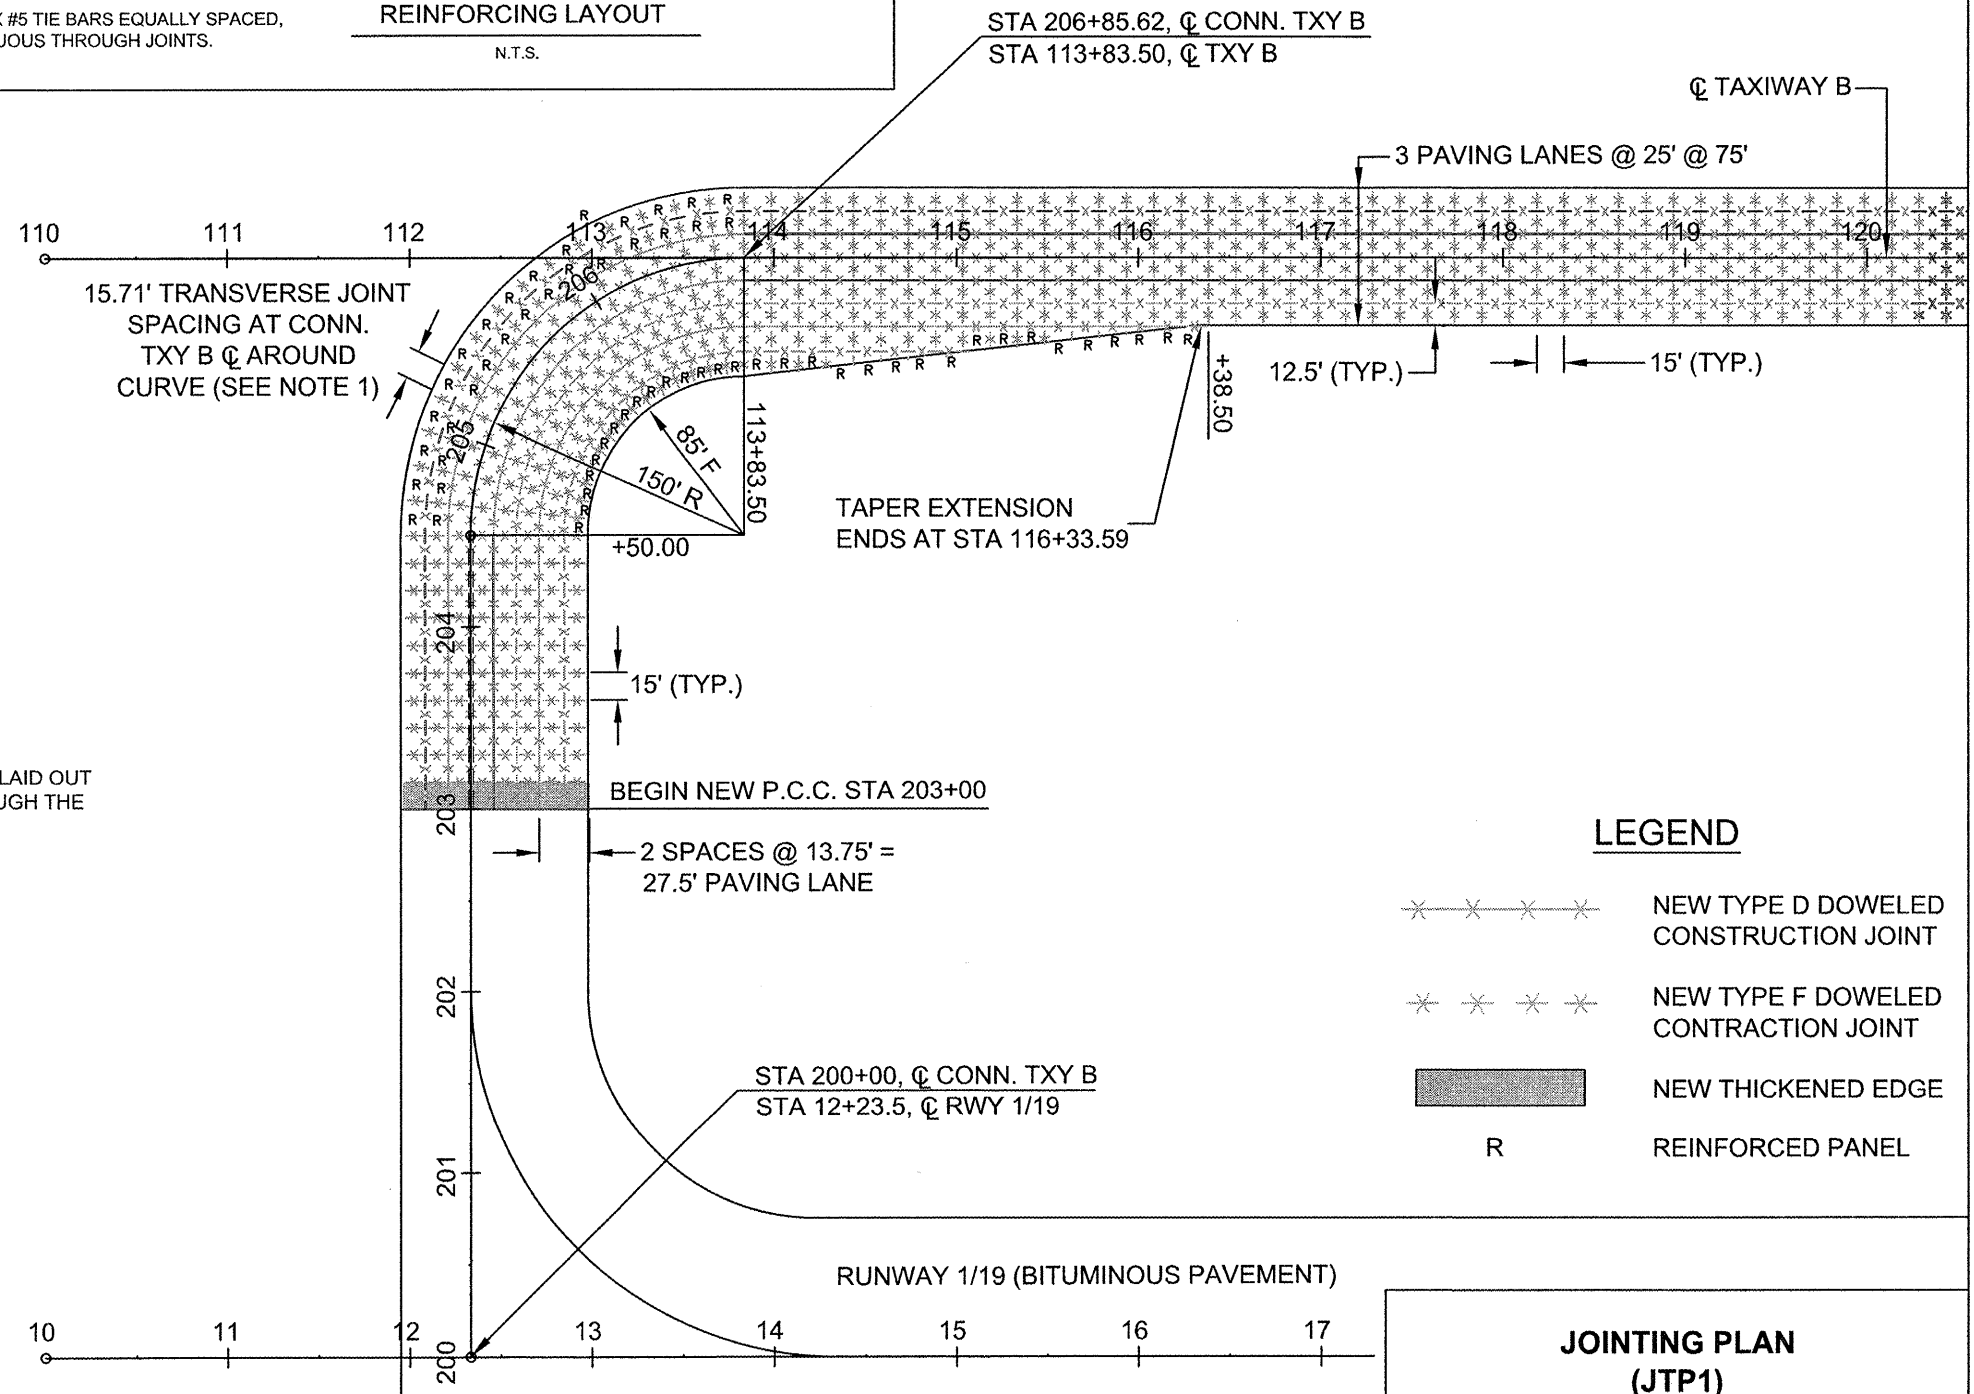 X #5 TIE BARS EQUALLY SPACED,
UOUS THROUGH JOINTS.
REINFORCING LAYOUT
N.T.S.
STA 206+85.62, ℄ CONN. TXY B
STA 113+83.50, ℄ TXY B
℄ TAXIWAY B
3 PAVING LANES @ 25' @ 75'
110
111
112
113
114
115
116
117
118
119
120
15.71' TRANSVERSE JOINT
SPACING AT CONN.
TXY B ℄ AROUND
CURVE (SEE NOTE 1)
206
205
85' F
150' R
113+83.50
+50.00
+38.50
12.5' (TYP.)
15' (TYP.)
TAPER EXTENSION
ENDS AT STA 116+33.59
204
15' (TYP.)
LAID OUT
UGH THE
203
BEGIN NEW P.C.C. STA 203+00
2 SPACES @ 13.75' =
27.5' PAVING LANE
LEGEND
NEW TYPE D DOWELED
CONSTRUCTION JOINT
NEW TYPE F DOWELED
CONTRACTION JOINT
NEW THICKENED EDGE
R REINFORCED PANEL
202
201
200
STA 200+00, ℄ CONN. TXY B
STA 12+23.5, ℄ RWY 1/19
RUNWAY 1/19 (BITUMINOUS PAVEMENT)
10
11
12
13
14
15
16
17
JOINTING PLAN
(JTP1)